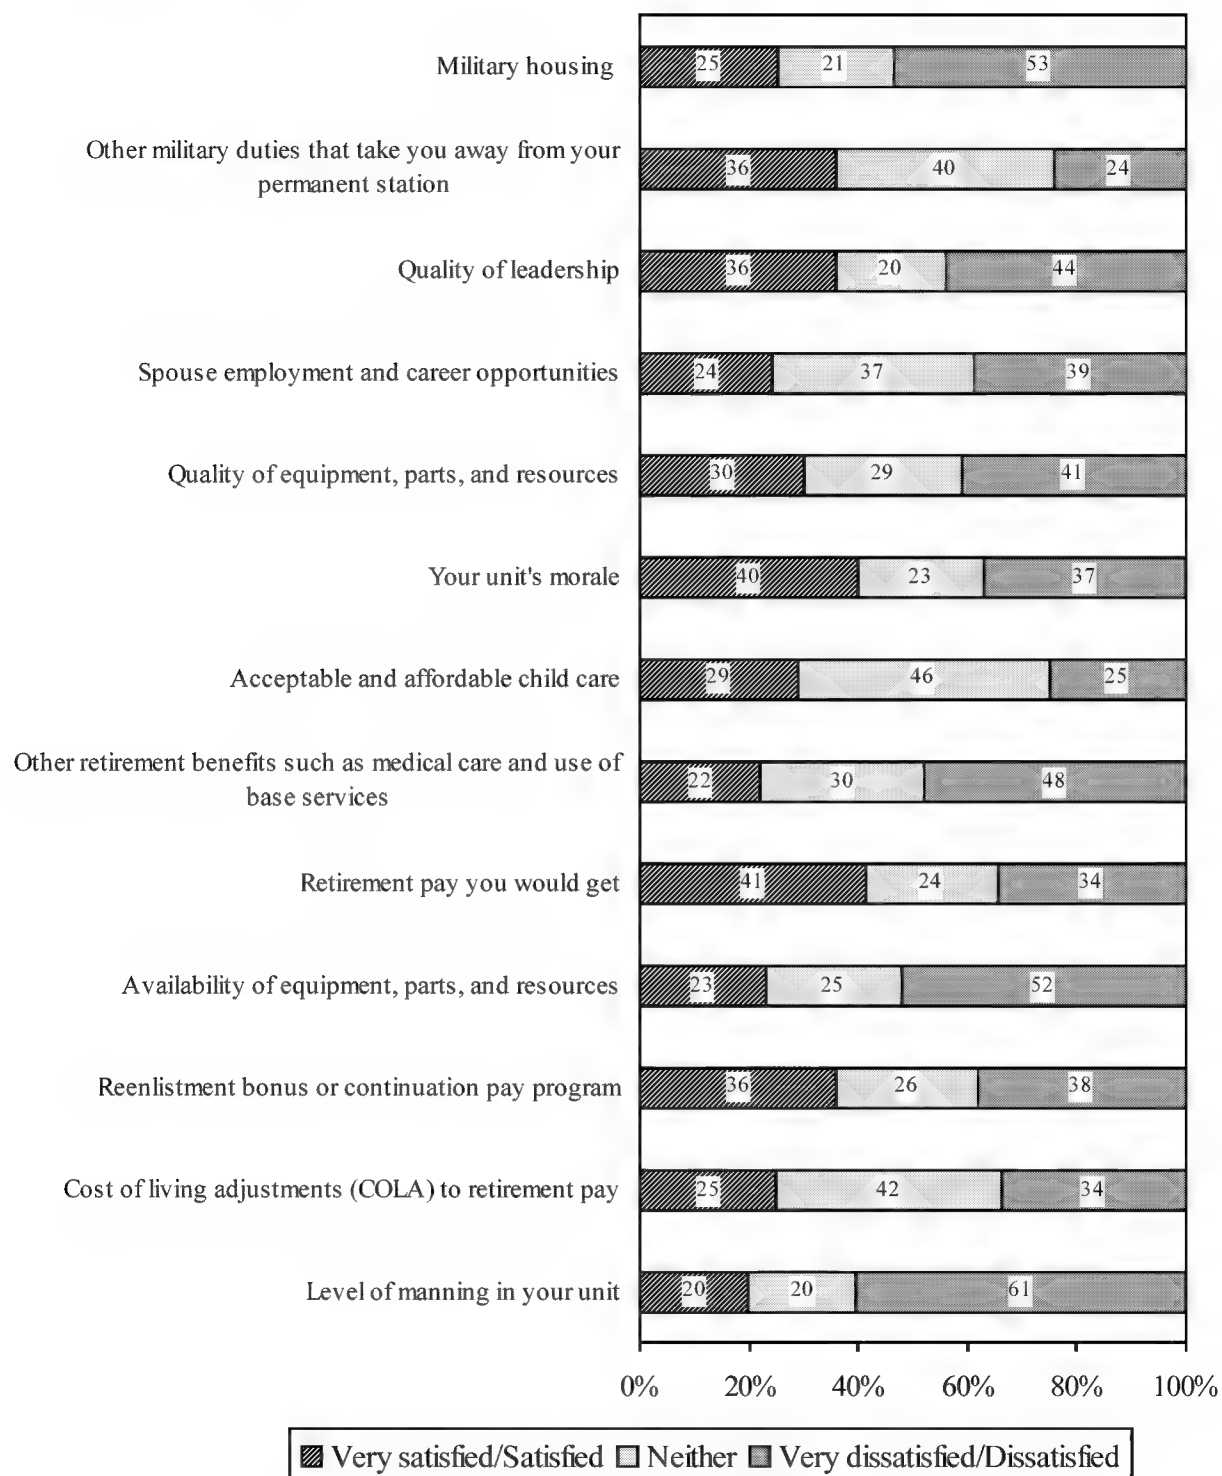 Military housing
25 21 53
Other military duties that take you away from your
permanent station
36 40 24
Quality of leadership
36 20 44
Spouse employment and career opportunities
24 37 39
Quality of equipment, parts, and resources
30 29 41
Your unit's morale
40 23 37
Acceptable and affordable child care
29 46 25
Other retirement benefits such as medical care and use of
base services
22 30 48
Retirement pay you would get
41 24 34
Availability of equipment, parts, and resources
23 25 52
Reenlistment bonus or continuation pay program
36 26 38
Cost of living adjustments (COLA) to retirement pay
25 42 34
Level of manning in your unit
20 20 61
0% 20% 40% 60% 80% 100%
Very satisfied/Satisfied Neither Very dissatisfied/Dissatisfied